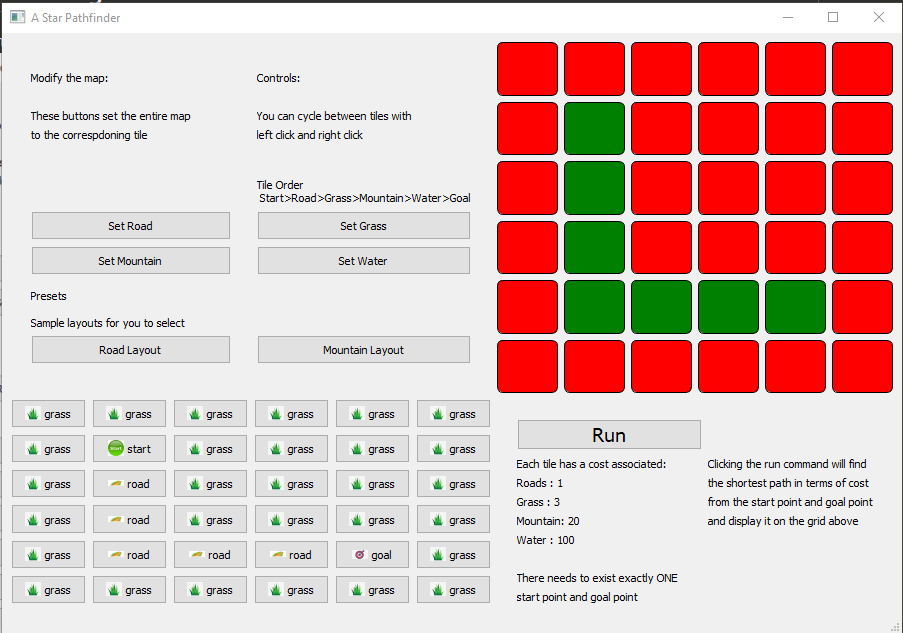 A Star Pathfinder
Modify the map:
Controls:
These buttons set the entire map
to the correspdoning tile
You can cycle between tiles with
left click and right click
Tile Order
Start>Road>Grass>Mountain>Water>Goal
Set Road
Set Grass
Set Mountain
Set Water
Presets
Sample layouts for you to select
Road Layout
Mountain Layout
grass grass grass grass grass grass
grass start grass grass grass grass
grass road grass grass grass grass
grass road grass grass grass grass
grass road road road goal grass
grass grass grass grass grass grass
Run
Each tile has a cost associated:
Roads : 1
Grass : 3
Mountain: 20
Water : 100
There needs to exist exactly ONE
start point and goal point
Clicking the run command will find
the shortest path in terms of cost
from the start point and goal point
and display it on the grid above